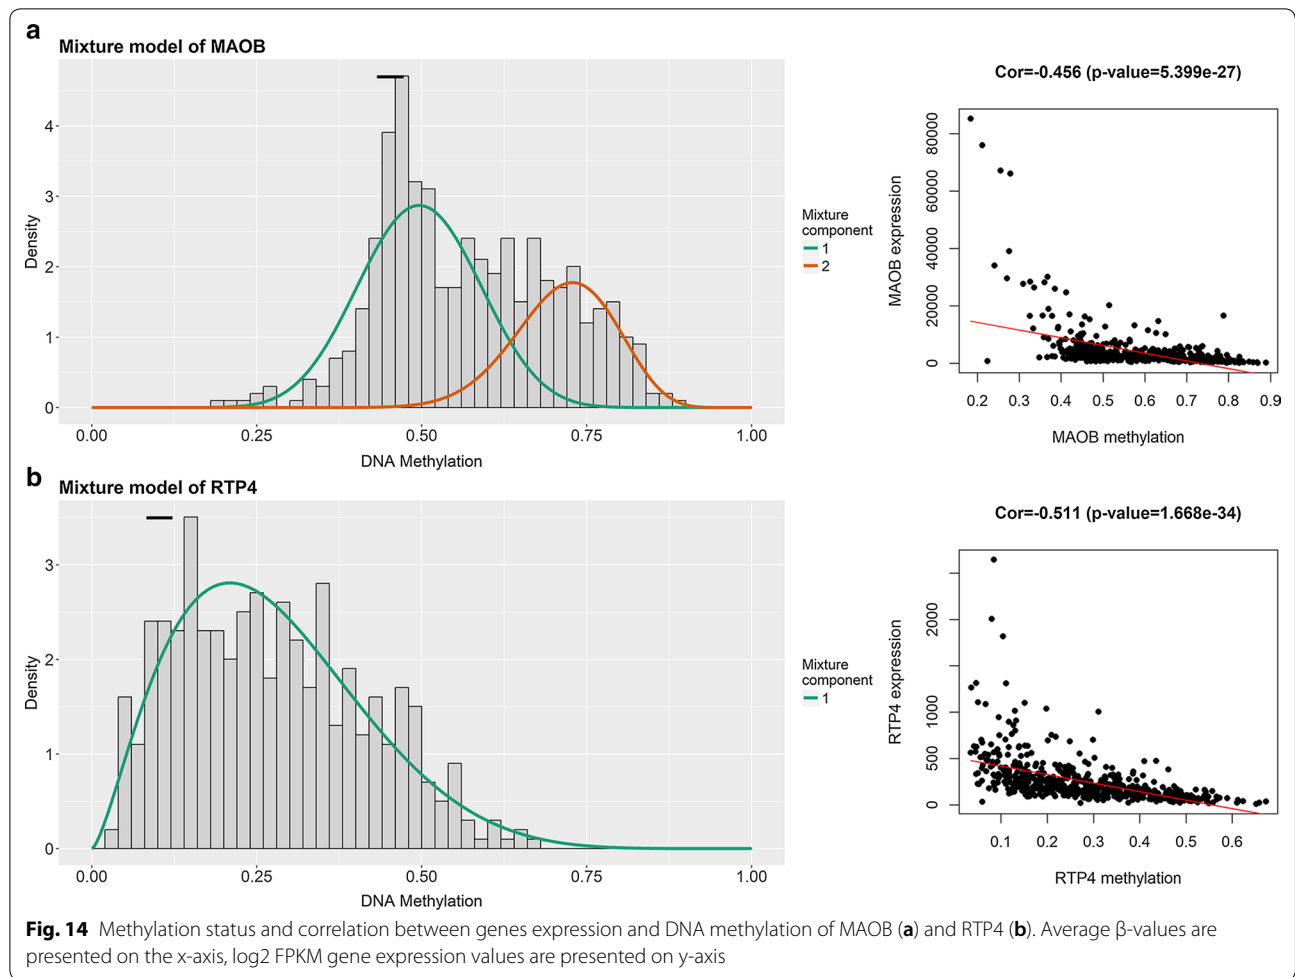 a
Mixture model of MAOB
Density
4
3
2
1
0
0.00 0.25 0.50 0.75 1.00
DNA Methylation
Mixture
component
1
2
Cor=-0.456 (p-value=5.399e-27)
MAOB expression
80000
60000
40000
20000
0
0.2 0.3 0.4 0.5 0.6 0.7 0.8 0.9
MAOB methylation
b
Mixture model of RTP4
Density
3
2
1
0
0.00 0.25 0.50 0.75 1.00
DNA Methylation
Mixture
component
1
Cor=-0.511 (p-value=1.668e-34)
RTP4 expression
2000
1000
500
0
0.1 0.2 0.3 0.4 0.5 0.6
RTP4 methylation
Fig. 14 Methylation status and correlation between genes expression and DNA methylation of MAOB (a) and RTP4 (b). Average β-values are
presented on the x-axis, log2 FPKM gene expression values are presented on y-axis